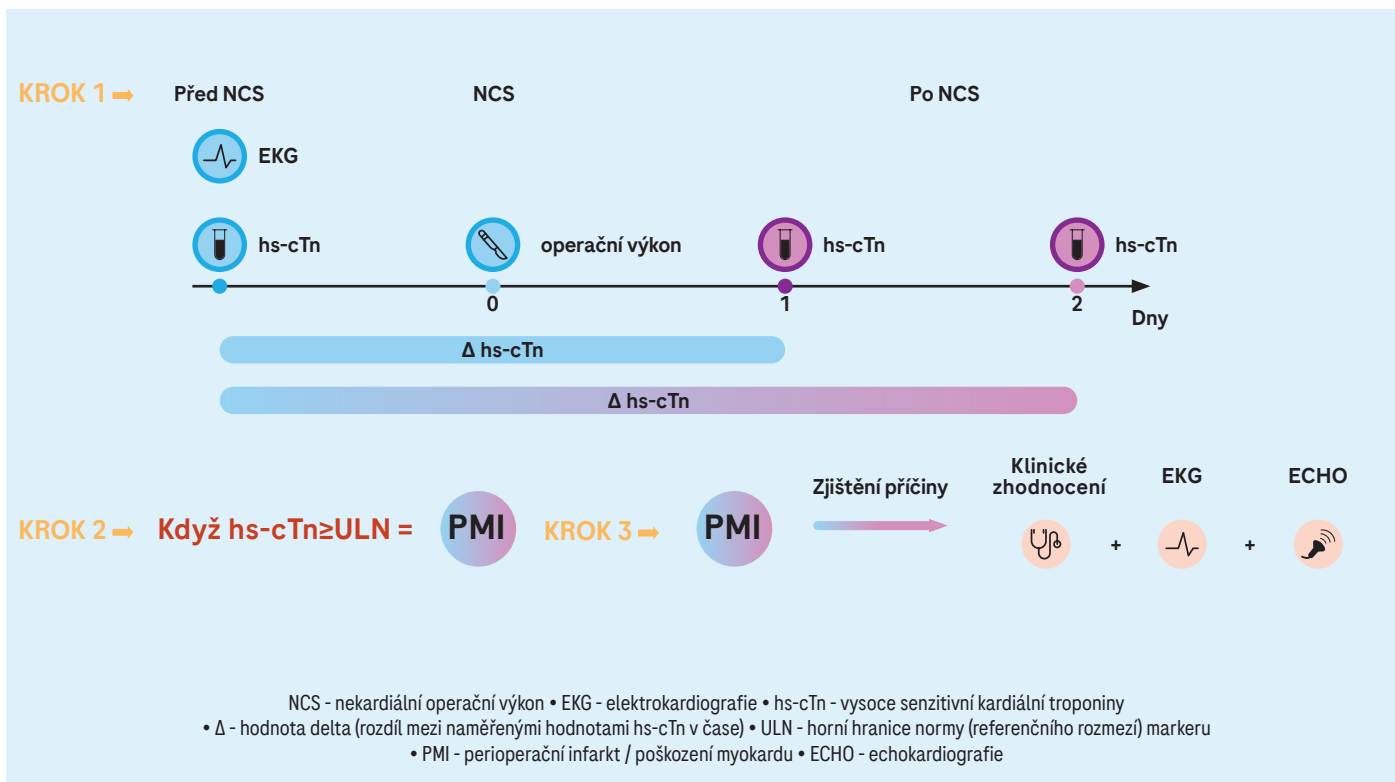 KROK 1 ➡ Před NCS NCS Po NCS
EKG
hs-cTn operační výkon hs-cTn hs-cTn
0 1 2
Dny
Δ hs-cTn
Δ hs-cTn
KROK 2 ➡ Když hs-cTn≥ULN = PMI
KROK 3 ➡ PMI
Zjištění příčiny
Klinické
zhodnocení
+ EKG + ECHO
NCS - nekardiální operační výkon • EKG - elektrokardiografie • hs-cTn - vysoce senzitivní kardiální troponiny
• Δ - hodnota delta (rozdíl mezi naměřenými hodnotami hs-cTn v čase) • ULN - horní hranice normy (referenčního rozmezí) markeru
• PMI - perioperační infarkt / poškození myokardu • ECHO - echokardiografie